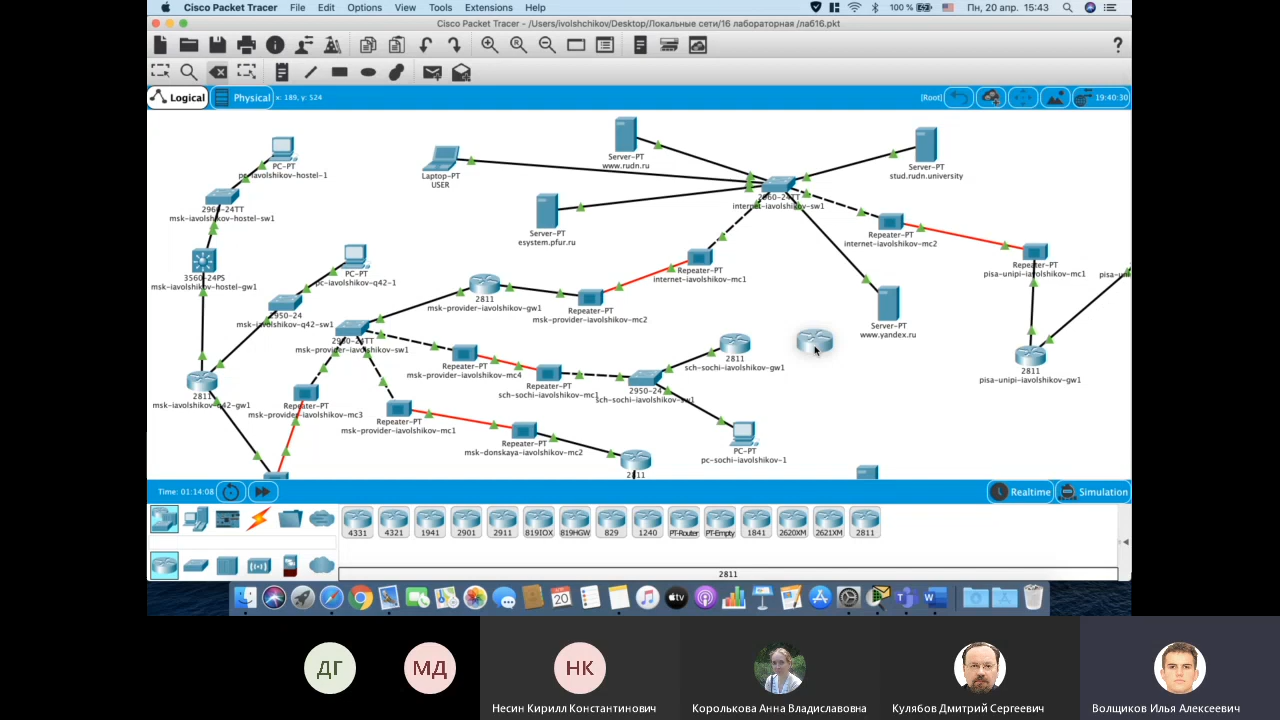 Cisco Packet Tracer File Edit Options View Tools Extensions Help 100 % Пн, 20 апр. 15:43
Cisco Packet Tracer - /Users/ivolshchikov/Desktop/Локальные сети/16 лабораторная /лаб16.pkt
Logical Physical x: 189, y: 524 [Root] 19:40:30
PC-PT
pc-iavolshikov-hostel-1
2960-24TT
msk-iavolshikov-hostel-sw1
3560-24PS
msk-iavolshikov-hostel-gw1
PC-PT
pc-iavolshikov-q42-1
2950-24
msk-iavolshikov-q42-sw1
2811
msk-iavolshikov-q42-gw1
Laptop-PT
USER
Server-PT
www.rudn.ru
Server-PT
esystem.pfur.ru
2960-24TT
internet-iavolshikov-sw1
Server-PT
stud.rudn.university
Repeater-PT
internet-iavolshikov-mc2
Repeater-PT
pisa-unipi-iavolshikov-mc1
Repeater-PT
internet-iavolshikov-mc1
2811
msk-provider-iavolshikov-gw1
Repeater-PT
msk-provider-iavolshikov-mc2
msk-provider-iavolshikov-sw1
Repeater-PT
msk-provider-iavolshikov-mc4
Repeater-PT
sch-sochi-iavolshikov-mc1
2950-24
sch-sochi-iavolshikov-sw1
2811
sch-sochi-iavolshikov-gw1
Server-PT
www.yandex.ru
2811
pisa-unipi-iavolshikov-gw1
Repeater-PT
msk-provider-iavolshikov-mc3
Repeater-PT
msk-provider-iavolshikov-mc1
Repeater-PT
msk-donskaya-iavolshikov-mc2
2811
PC-PT
pc-sochi-iavolshikov-1
Time: 01:14:08 Realtime Simulation
4331 4321 1941 2901 2911 819IOX 819HGW 829 1240 PT-Router PT-Empty 1841 2620XM 2621XM 2811
2811
ДГ МД НК
Несин Кирилл Константинович Королькова Анна Владиславовна Кулябов Дмитрий Сергеевич Волщиков Илья Алексеевич